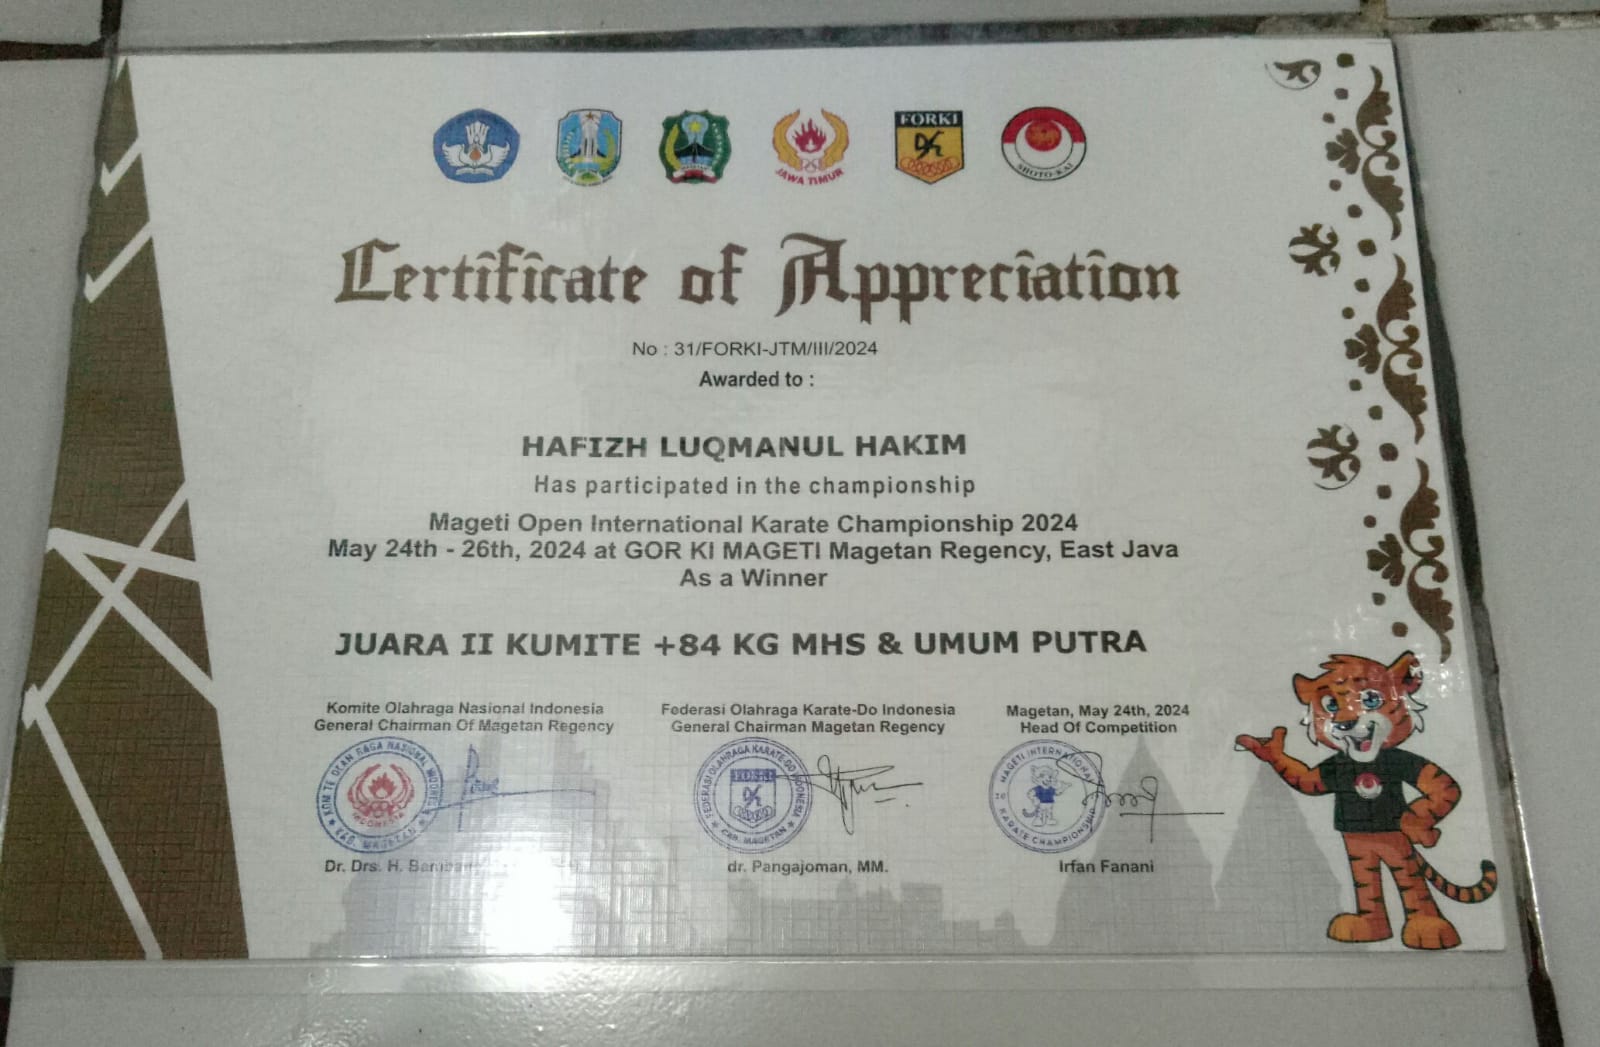 JAWA TIMUR
FORKI
SHOTO-KAI
Certificate of Appreciation
No : 31/FORKI-JTM/III/2024
Awarded to :
HAFIZH LUQMANUL HAKIM
Has participated in the championship
Mageti Open International Karate Championship 2024
May 24th - 26th, 2024 at GOR KI MAGETI Magetan Regency, East Java
As a Winner
JUARA II KUMITE +84 KG MHS & UMUM PUTRA
Komite Olahraga Nasional Indonesia
General Chairman Of Magetan Regency
KOMITE OLAH RAGA NASIONAL INDONESIA
INDONESIA
KAB. MAGETAN
Dr. Drs. H.
Federasi Olahraga Karate-Do Indonesia
General Chairman Magetan Regency
FEDERASI OLAHRAGA KARATE-DO INDONESIA
FORKI
KAB. MAGETAN
dr. Pangajoman, MM.
Magetan, May 24th, 2024
Head Of Competition
MAGETI INTERNATIONAL
KARATE CHAMPIONSHIP
Irfan Fanani